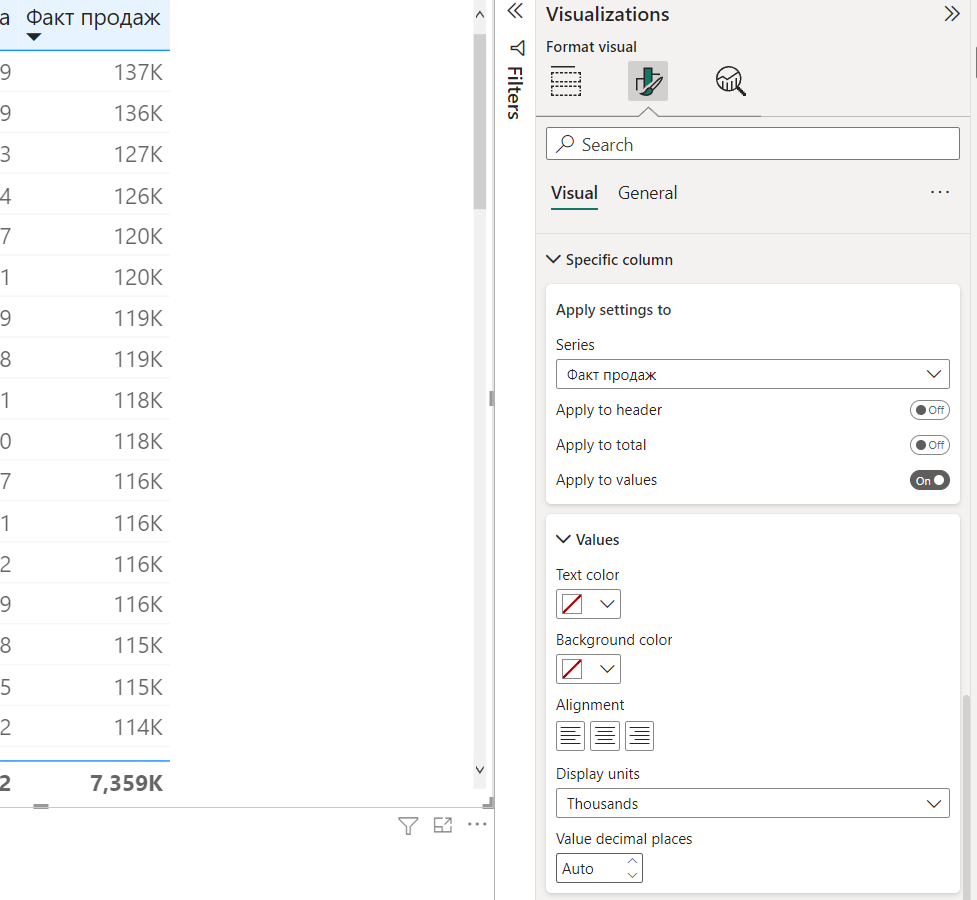 а Факт продаж
9 137K
9 136K
3 127K
4 126K
7 120K
1 120K
9 119K
8 119K
1 118K
0 118K
7 116K
1 116K
2 116K
9 116K
8 115K
5 115K
2 114K
2 7,359K
Filters
Visualizations
Format visual
Search
Visual General
Specific column
Apply settings to
Series
Факт продаж
Apply to header Off
Apply to total Off
Apply to values On
Values
Text color
Background color
Alignment
Display units
Thousands
Value decimal places
Auto